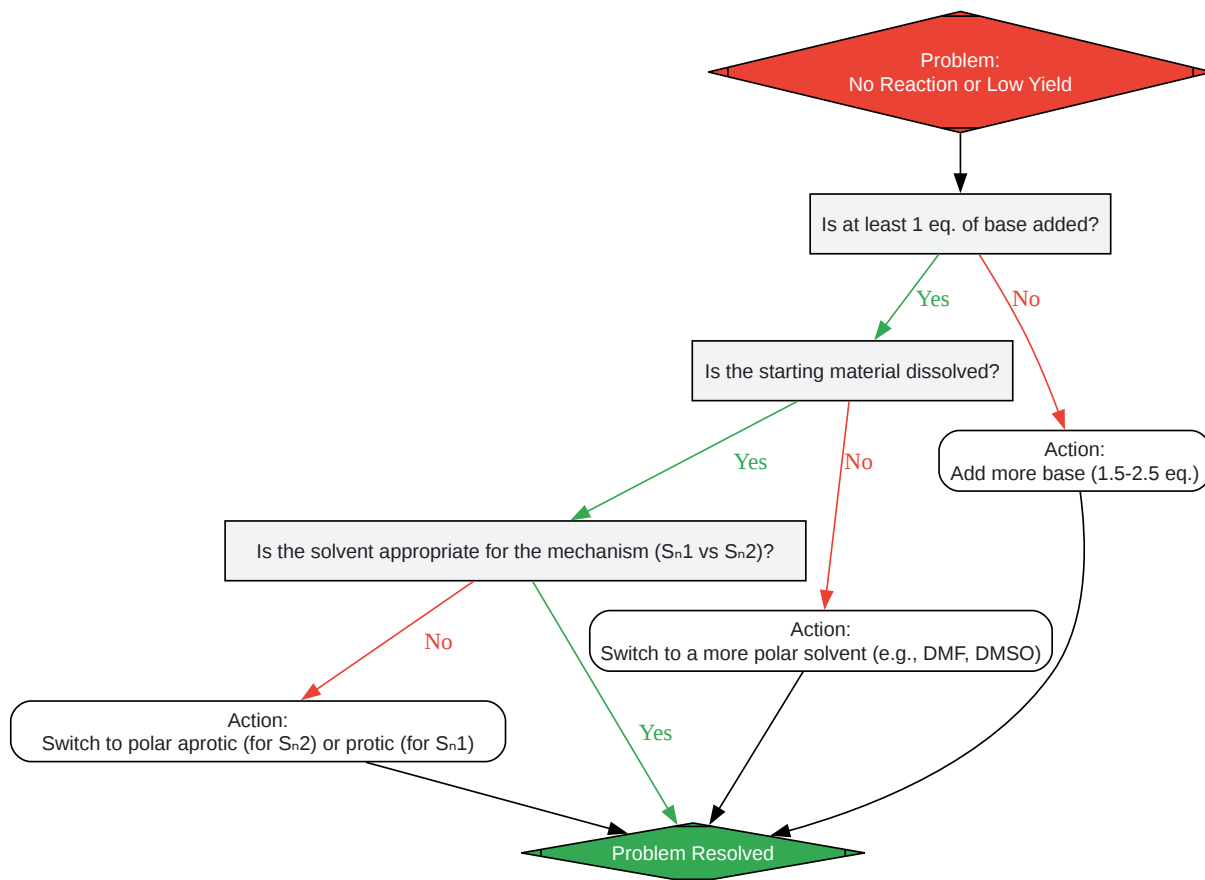 Problem:
No Reaction or Low Yield
Is at least 1 eq. of base added?
Yes
No
Is the starting material dissolved?
Yes
No
Action:
Add more base (1.5-2.5 eq.)
Is the solvent appropriate for the mechanism (Sₙ1 vs Sₙ2)?
No
Yes
Action:
Switch to a more polar solvent (e.g., DMF, DMSO)
Action:
Switch to polar aprotic (for Sₙ2) or protic (for Sₙ1)
Problem Resolved